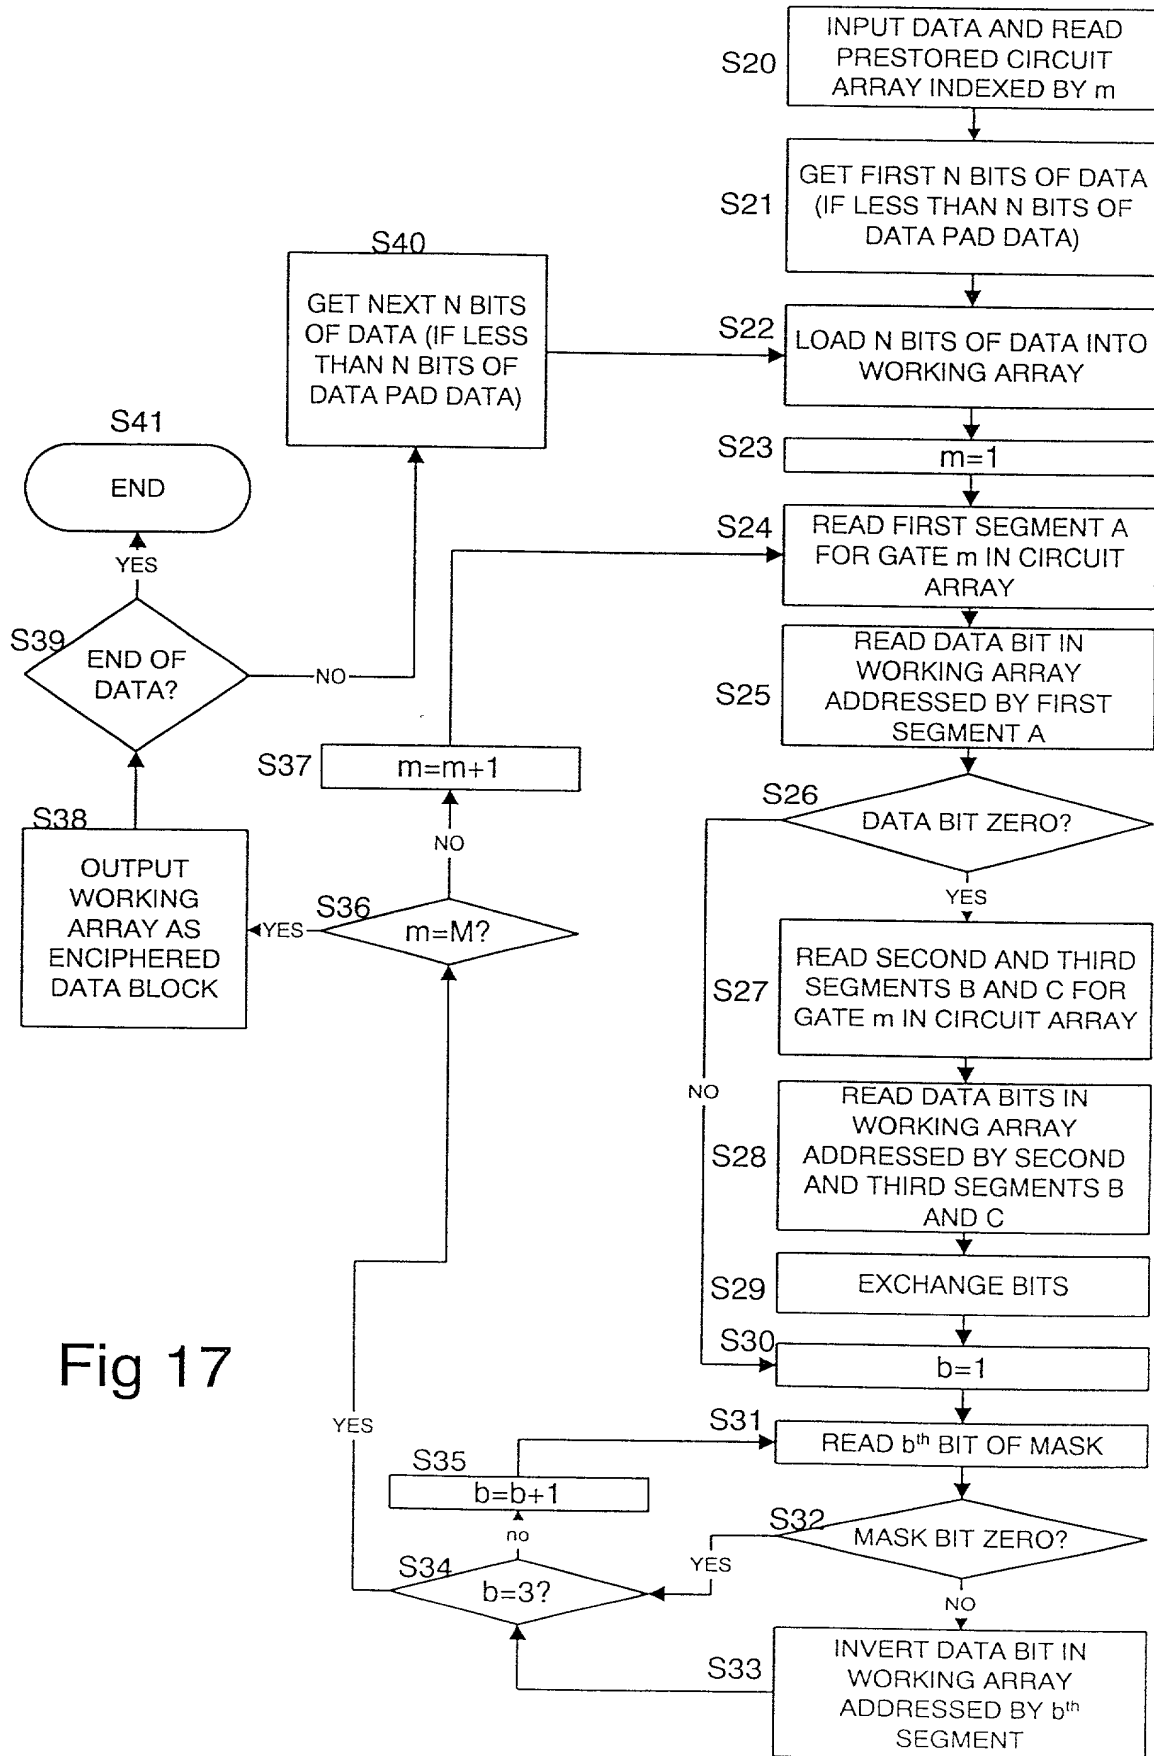 S20
INPUT DATA AND READ
PRESTORED CIRCUIT
ARRAY INDEXED BY m
S21
GET FIRST N BITS OF DATA
(IF LESS THAN N BITS OF
DATA PAD DATA)
S40
GET NEXT N BITS
OF DATA (IF LESS
THAN N BITS OF
DATA PAD DATA)
S22
LOAD N BITS OF DATA INTO
WORKING ARRAY
S41
END
S23
m=1
S24
READ FIRST SEGMENT A
FOR GATE m IN CIRCUIT
ARRAY
YES
S39
END OF
DATA?
NO
S25
READ DATA BIT IN
WORKING ARRAY
ADDRESSED BY FIRST
SEGMENT A
S37
m=m+1
S26
DATA BIT ZERO?
S38
OUTPUT
WORKING
ARRAY AS
ENCIPHERED
DATA BLOCK
NO
YES
S36
m=M?
YES
S27
READ SECOND AND THIRD
SEGMENTS B AND C FOR
GATE m IN CIRCUIT ARRAY
NO
S28
READ DATA BITS IN
WORKING ARRAY
ADDRESSED BY SECOND
AND THIRD SEGMENTS B
AND C
S29
EXCHANGE BITS
S30
b=1
Fig 17
YES
S31
READ bth BIT OF MASK
S35
b=b+1
S32
MASK BIT ZERO?
no
YES
S34
b=3?
NO
S33
INVERT DATA BIT IN
WORKING ARRAY
ADDRESSED BY bth
SEGMENT